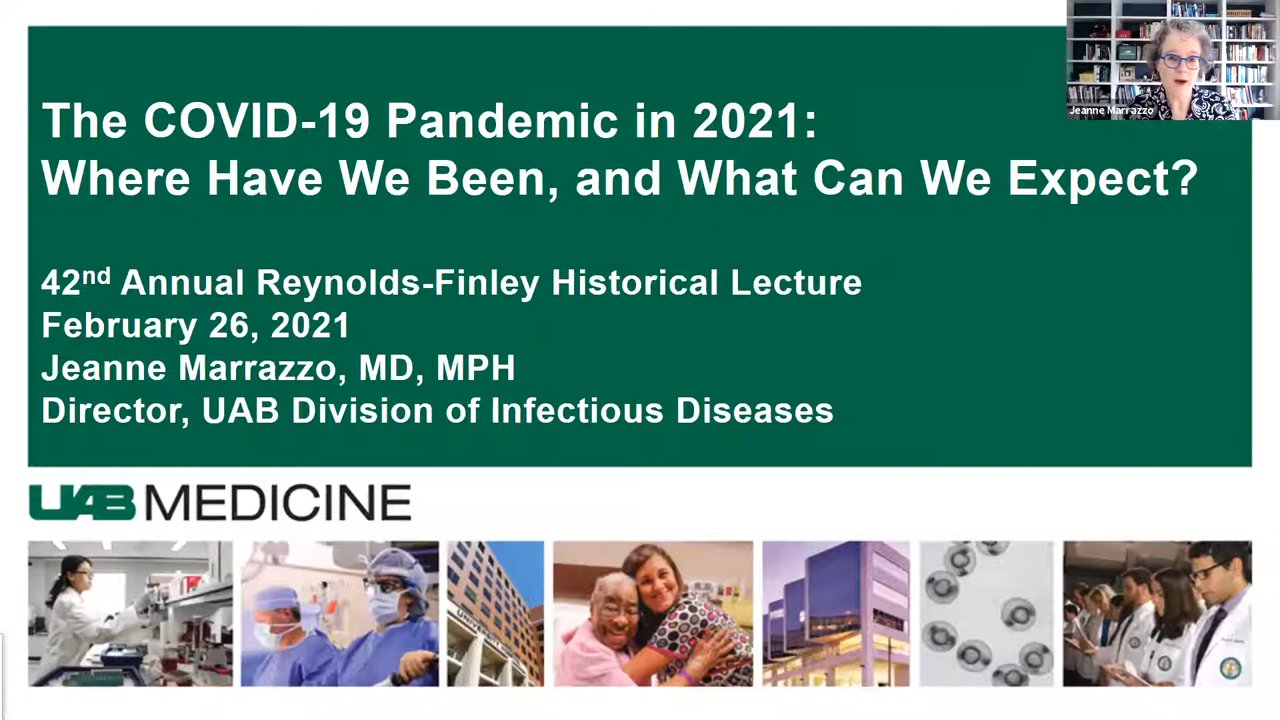 The COVID-19 Pandemic in 2021:
Where Have We Been, and What Can We Expect?
42nd Annual Reynolds-Finley Historical Lecture
February 26, 2021
Jeanne Marrazzo, MD, MPH
Director, UAB Division of Infectious Diseases
Jeanne Marrazzo
UAB MEDICINE